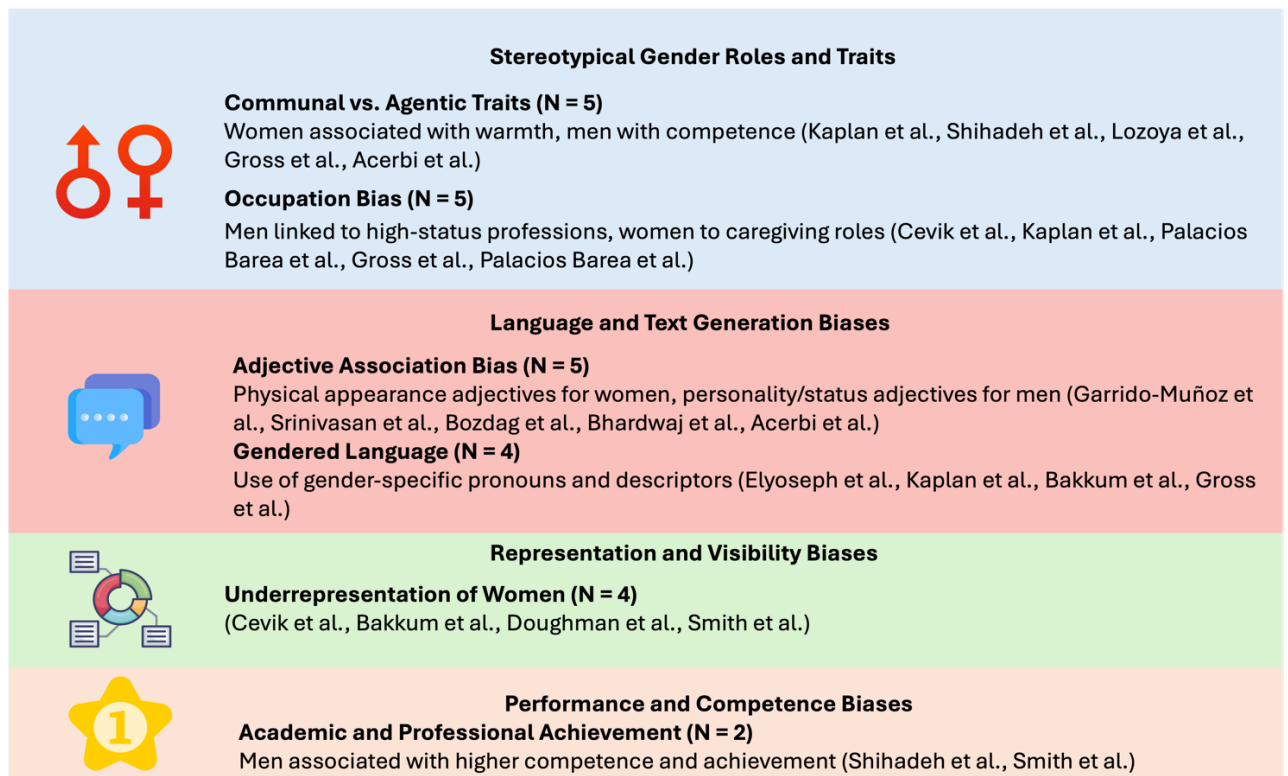 Stereotypical Gender Roles and Traits
Communal vs. Agentic Traits (N = 5)
Women associated with warmth, men with competence (Kaplan et al., Shihadeh et al., Lozoya et al.,
Gross et al., Acerbi et al.)
Occupation Bias (N = 5)
Men linked to high-status professions, women to caregiving roles (Cevik et al., Kaplan et al., Palacios
Barea et al., Gross et al., Palacios Barea et al.)
Language and Text Generation Biases
Adjective Association Bias (N = 5)
Physical appearance adjectives for women, personality/status adjectives for men (Garrido-Muñoz et
al., Srinivasan et al., Bozdag et al., Bhardwaj et al., Acerbi et al.)
Gendered Language (N = 4)
Use of gender-specific pronouns and descriptors (Elyoseph et al., Kaplan et al., Bakkum et al., Gross
et al.)
Representation and Visibility Biases
Underrepresentation of Women (N = 4)
(Cevik et al., Bakkum et al., Doughman et al., Smith et al.)
1
Performance and Competence Biases
Academic and Professional Achievement (N = 2)
Men associated with higher competence and achievement (Shihadeh et al., Smith et al.)